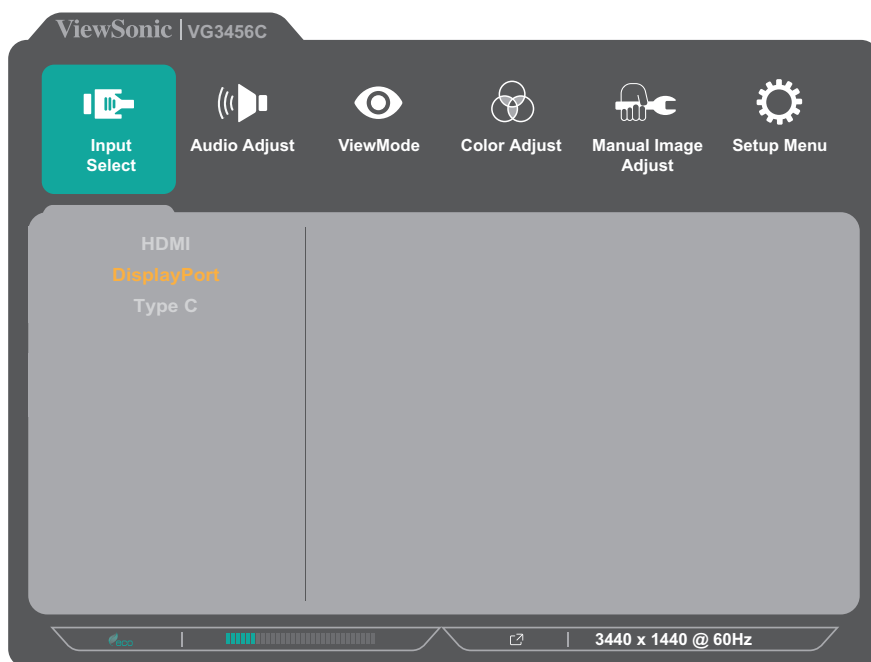 ViewSonic | VG3456C
Input
Select
Audio Adjust
ViewMode
Color Adjust
Manual Image
Adjust
Setup Menu
HDMI
DisplayPort
Type C
eco
3440 x 1440 @ 60Hz